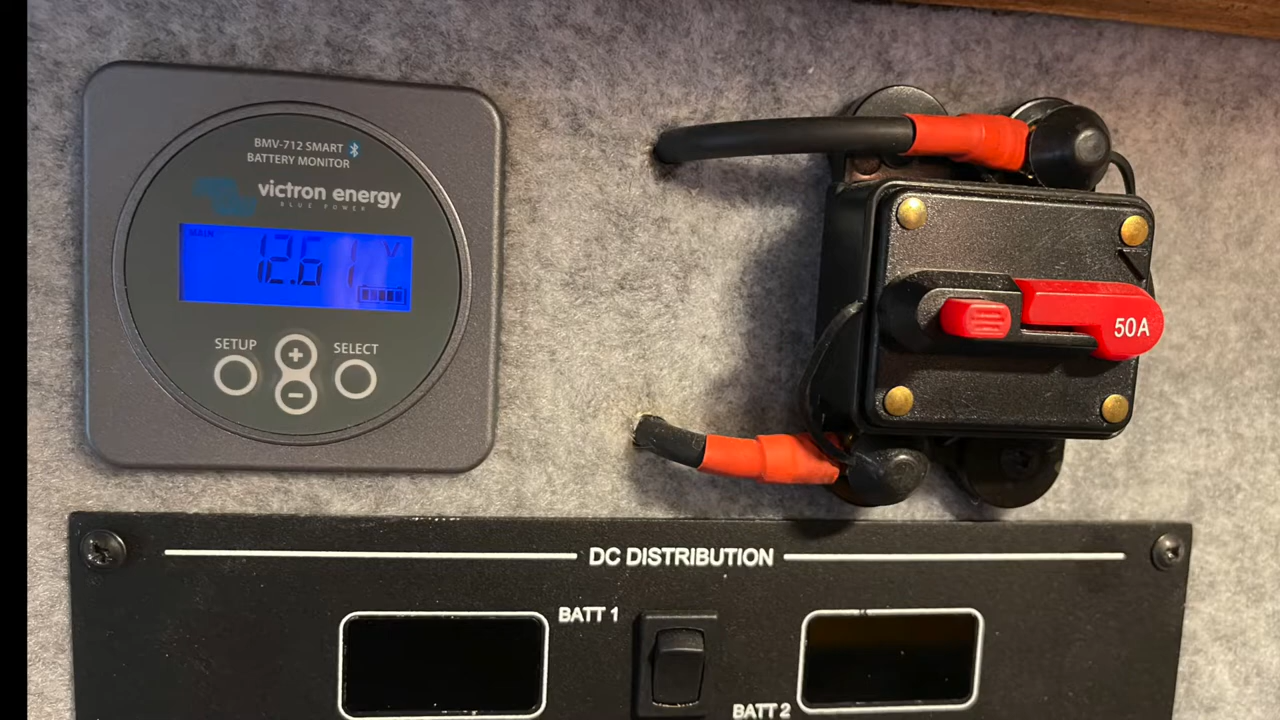 BMV-712 SMART
BATTERY MONITOR
victron energy
BLUE POWER
MAIN
12.61 V
SETUP
+
SELECT
−
50A
DC DISTRIBUTION
BATT 1
BATT 2